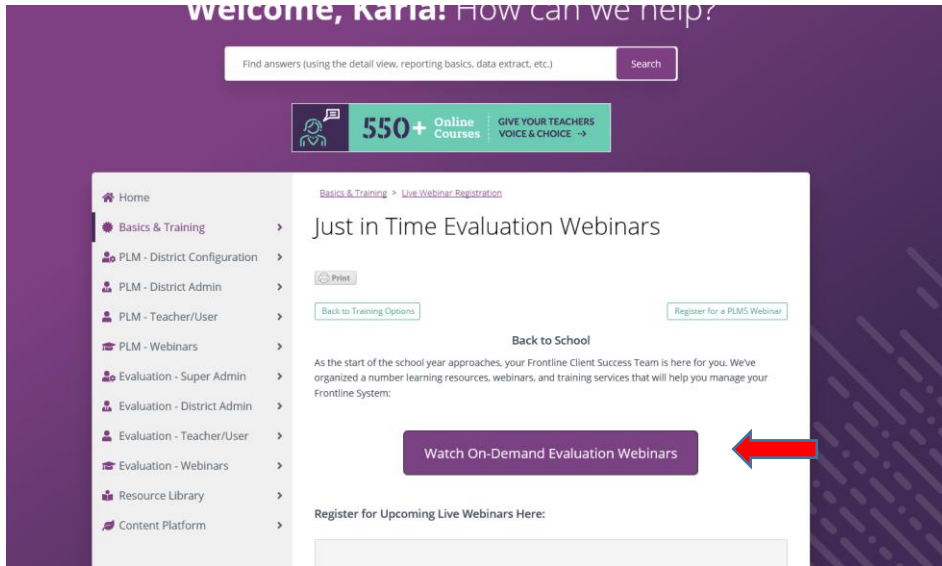 Welcome, Karla! How can we help?
Find answers (using the detail view, reporting basics, data extract, etc.)
Search
550+ Online Courses
GIVE YOUR TEACHERS
VOICE & CHOICE →
Home
Basics & Training
PLM - District Configuration
PLM - District Admin
PLM - Teacher/User
PLM - Webinars
Evaluation - Super Admin
Evaluation - District Admin
Evaluation - Teacher/User
Evaluation - Webinars
Resource Library
Content Platform
Basics & Training > Live Webinar Registration
Just in Time Evaluation Webinars
Print
Back to Training Options
Register for a PLMS Webinar
Back to School
As the start of the school year approaches, your Frontline Client Success Team is here for you. We've
organized a number learning resources, webinars, and training services that will help you manage your
Frontline System:
Watch On-Demand Evaluation Webinars
Register for Upcoming Live Webinars Here: